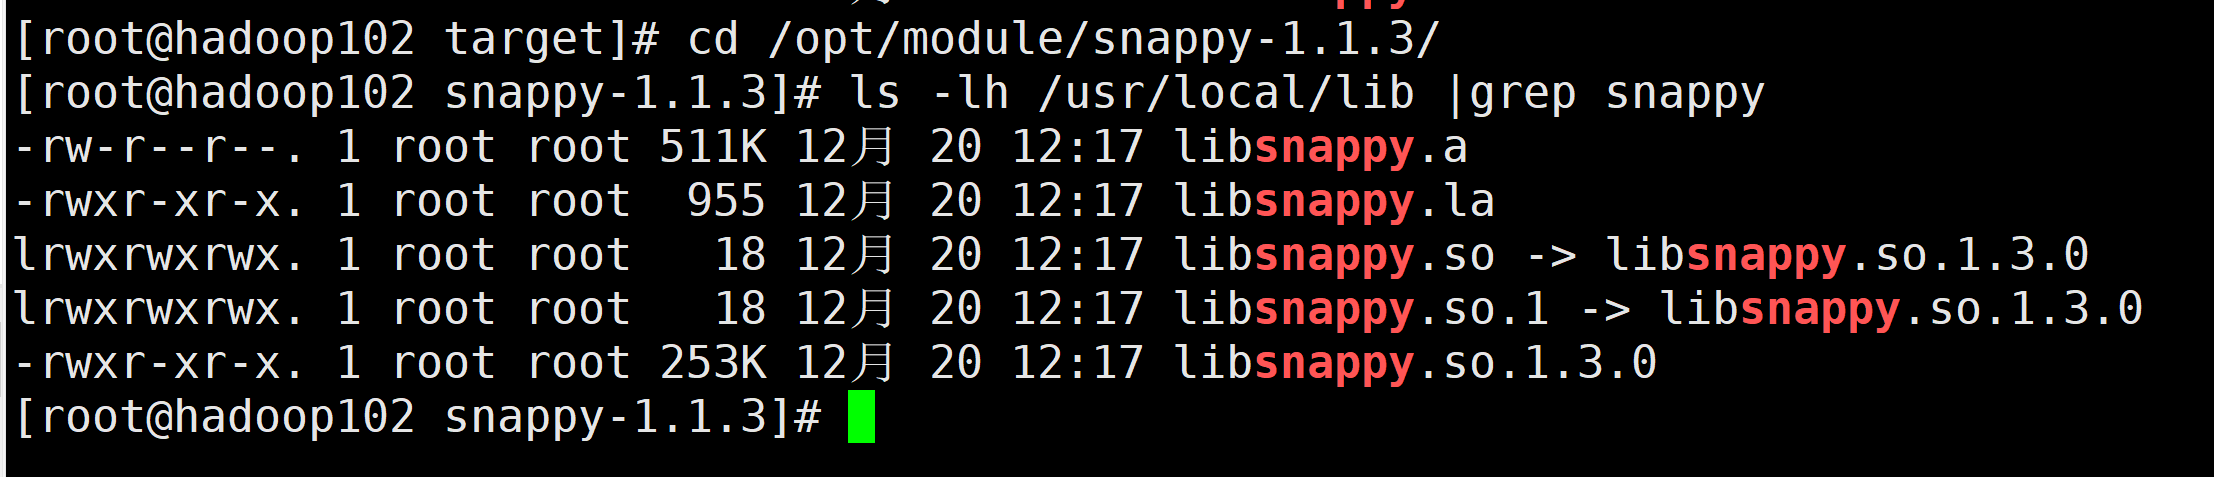 [root@hadoop102 target]# cd /opt/module/snappy-1.1.3/
[root@hadoop102 snappy-1.1.3]# ls -lh /usr/local/lib |grep snappy
-rw-r--r--. 1 root root 511K 12月  20 12:17 libsnappy.a
-rwxr-xr-x. 1 root root  955 12月  20 12:17 libsnappy.la
lrwxrwxrwx. 1 root root   18 12月  20 12:17 libsnappy.so -> libsnappy.so.1.3.0
lrwxrwxrwx. 1 root root   18 12月  20 12:17 libsnappy.so.1 -> libsnappy.so.1.3.0
-rwxr-xr-x. 1 root root 253K 12月  20 12:17 libsnappy.so.1.3.0
[root@hadoop102 snappy-1.1.3]#